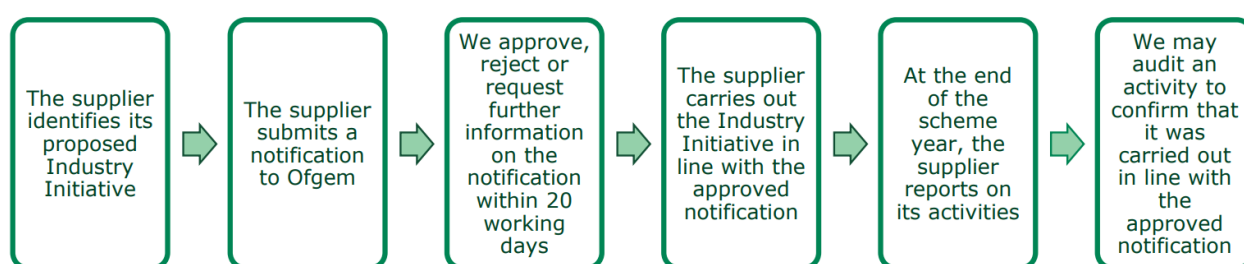 The supplier
identifies its
proposed
Industry
Initiative
The supplier
submits a
notification
to Ofgem
We approve,
reject or
request
further
information
on the
notification
within 20
working
days
The supplier
carries out
the Industry
Initiative in
line with the
approved
notification
At the end
of the
scheme
year, the
supplier
reports on
its activities
We may
audit an
activity to
confirm that
it was
carried out
in line with
the
approved
notification